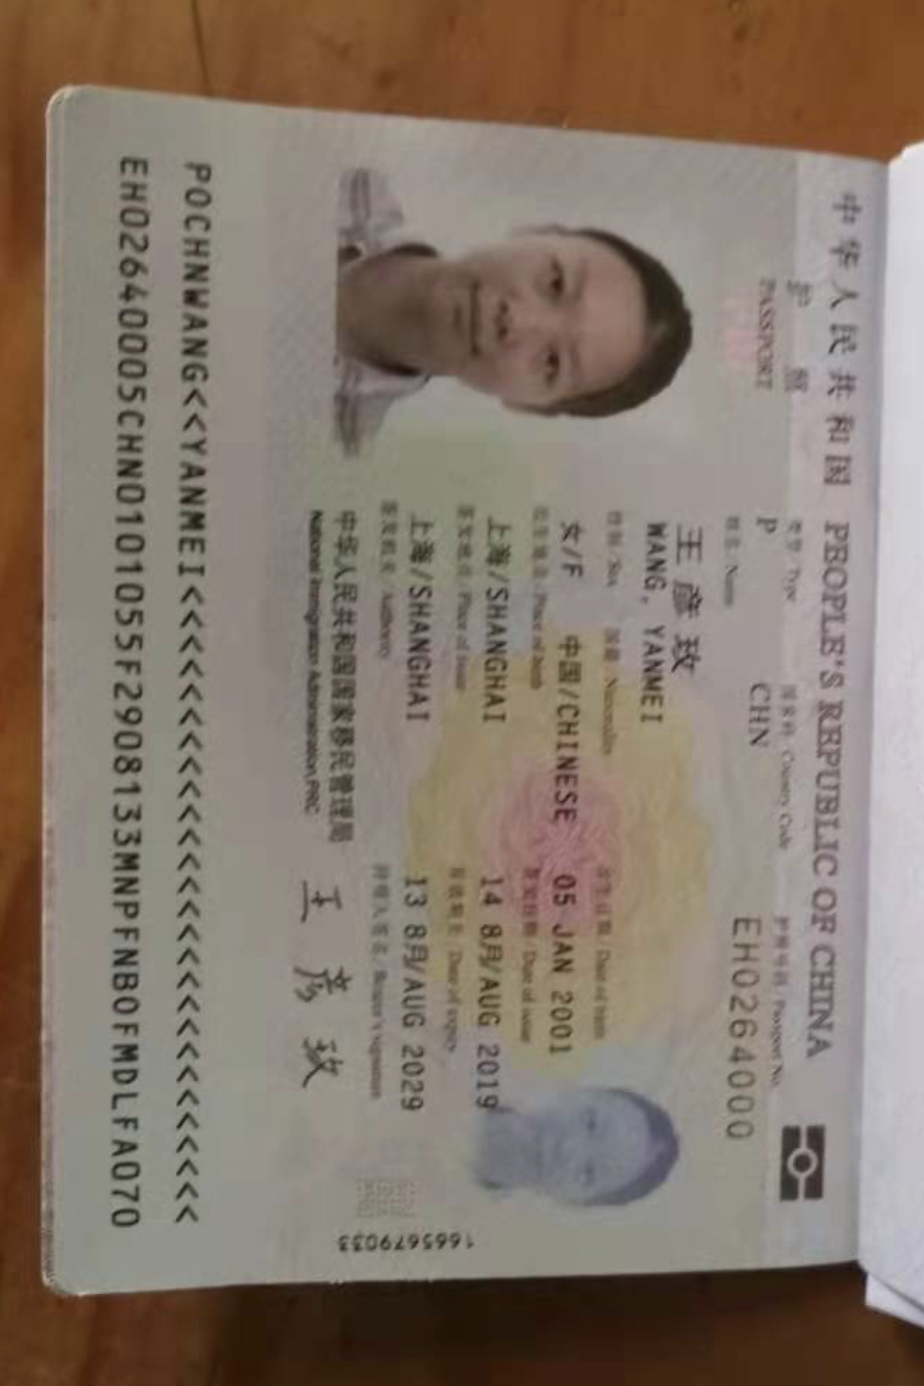 中华人民共和国 PEOPLE'S REPUBLIC OF CHINA
护 照
PASSPORT
类型 / Type
国家码 / Country Code
护照号码 / Passport No.
P
CHN
EH0264000
姓名 / Name
王彦玫
WANG, YANMEI
性别 / Sex
国籍 / Nationality
出生日期 / Date of birth
女/F
中国/CHINESE
05 JAN 2001
出生地点 / Place of birth
签发日期 / Date of issue
上海/SHANGHAI
14 8月/AUG 2019
签发地点 / Place of issue
有效期至 / Date of expiry
上海/SHANGHAI
13 8月/AUG 2029
签发机关 / Authority
持照人签名 / Bearer's signature
中华人民共和国国家移民管理局
National Immigration Administration, PRC
王彦玫
1665679033
POCHNWANG<<YANMEI<<<<<<<<<<<<<<<<<<<<<<<<<<<
EH02640005CHN0101055F2908133MNPFNBOFMDLFA070